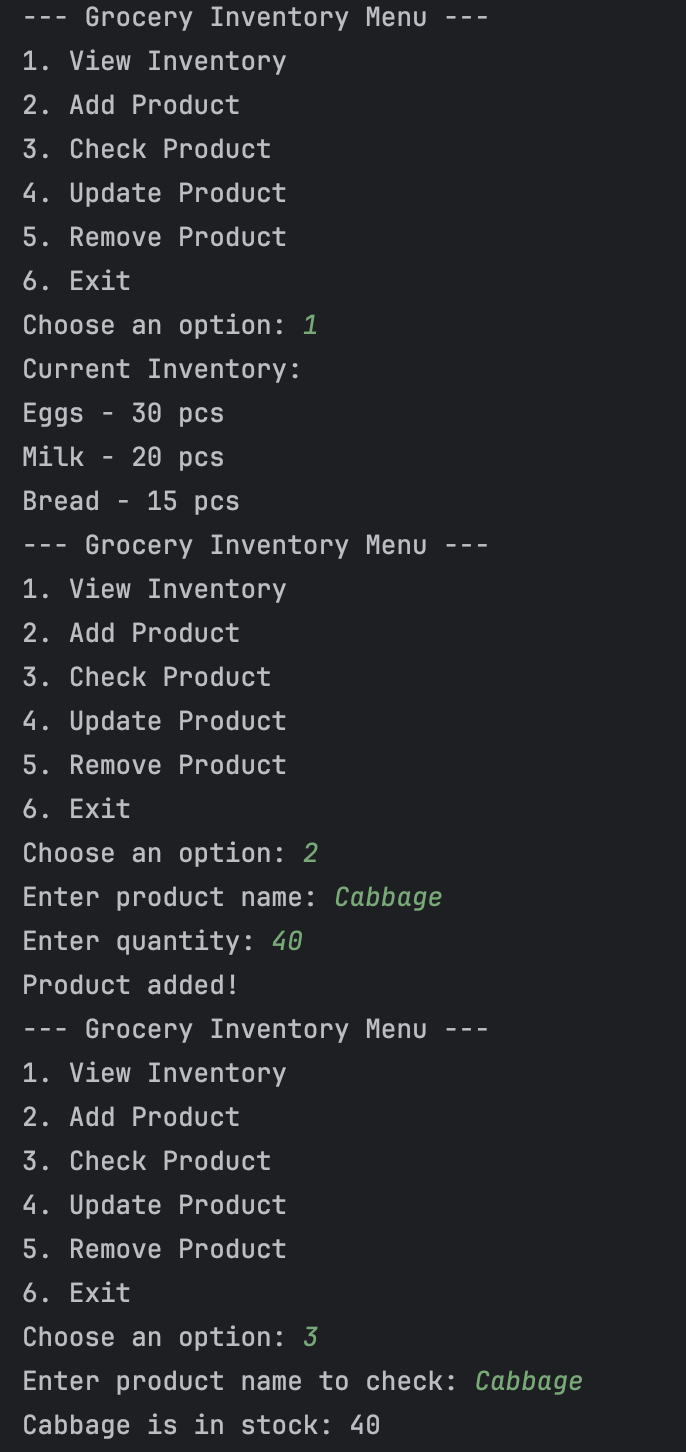 --- Grocery Inventory Menu ---
1. View Inventory
2. Add Product
3. Check Product
4. Update Product
5. Remove Product
6. Exit
Choose an option: 1
Current Inventory:
Eggs - 30 pcs
Milk - 20 pcs
Bread - 15 pcs
--- Grocery Inventory Menu ---
1. View Inventory
2. Add Product
3. Check Product
4. Update Product
5. Remove Product
6. Exit
Choose an option: 2
Enter product name: Cabbage
Enter quantity: 40
Product added!
--- Grocery Inventory Menu ---
1. View Inventory
2. Add Product
3. Check Product
4. Update Product
5. Remove Product
6. Exit
Choose an option: 3
Enter product name to check: Cabbage
Cabbage is in stock: 40